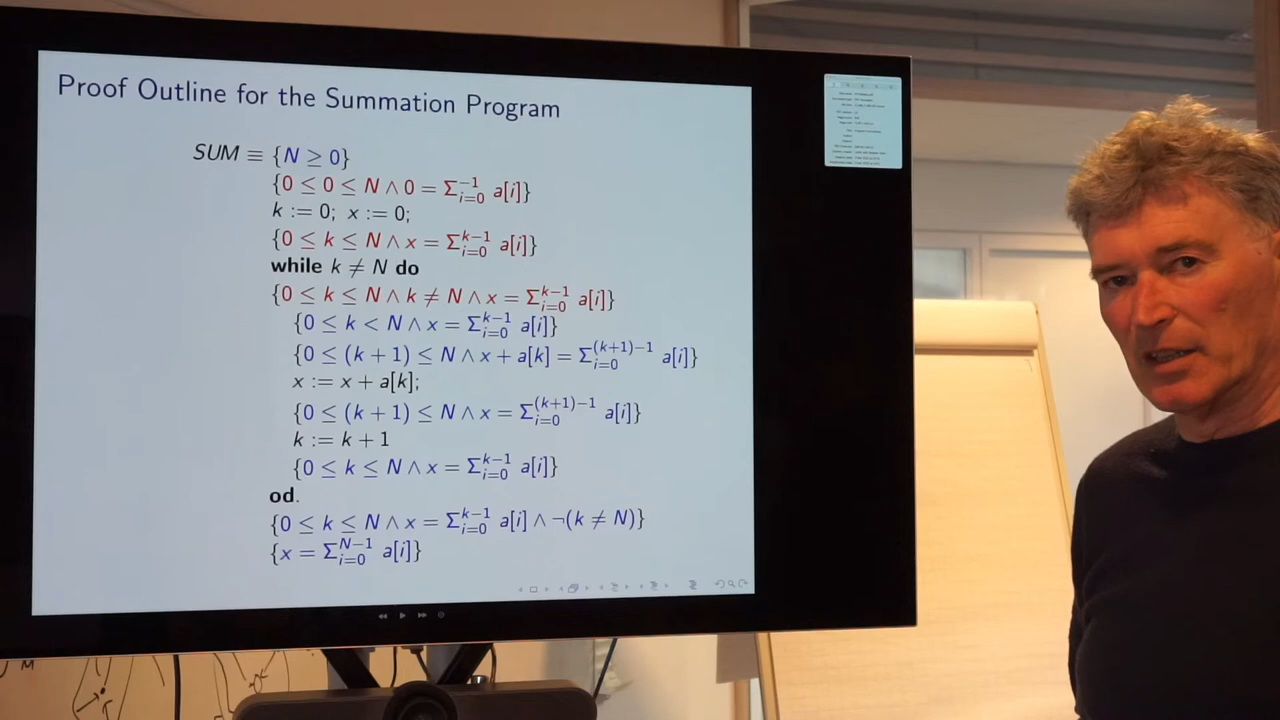 Proof Outline for the Summation Program
SUM ≡ {N ≥ 0}
{0 ≤ 0 ≤ N ∧ 0 = Σ_{i=0}^{-1} a[i]}
k := 0; x := 0;
{0 ≤ k ≤ N ∧ x = Σ_{i=0}^{k-1} a[i]}
while k ≠ N do
{0 ≤ k ≤ N ∧ k ≠ N ∧ x = Σ_{i=0}^{k-1} a[i]}
{0 ≤ k < N ∧ x = Σ_{i=0}^{k-1} a[i]}
{0 ≤ (k + 1) ≤ N ∧ x + a[k] = Σ_{i=0}^{(k+1)-1} a[i]}
x := x + a[k];
{0 ≤ (k + 1) ≤ N ∧ x = Σ_{i=0}^{(k+1)-1} a[i]}
k := k + 1
{0 ≤ k ≤ N ∧ x = Σ_{i=0}^{k-1} a[i]}
od.
{0 ≤ k ≤ N ∧ x = Σ_{i=0}^{k-1} a[i] ∧ ¬(k ≠ N)}
{x = Σ_{i=0}^{N-1} a[i]}